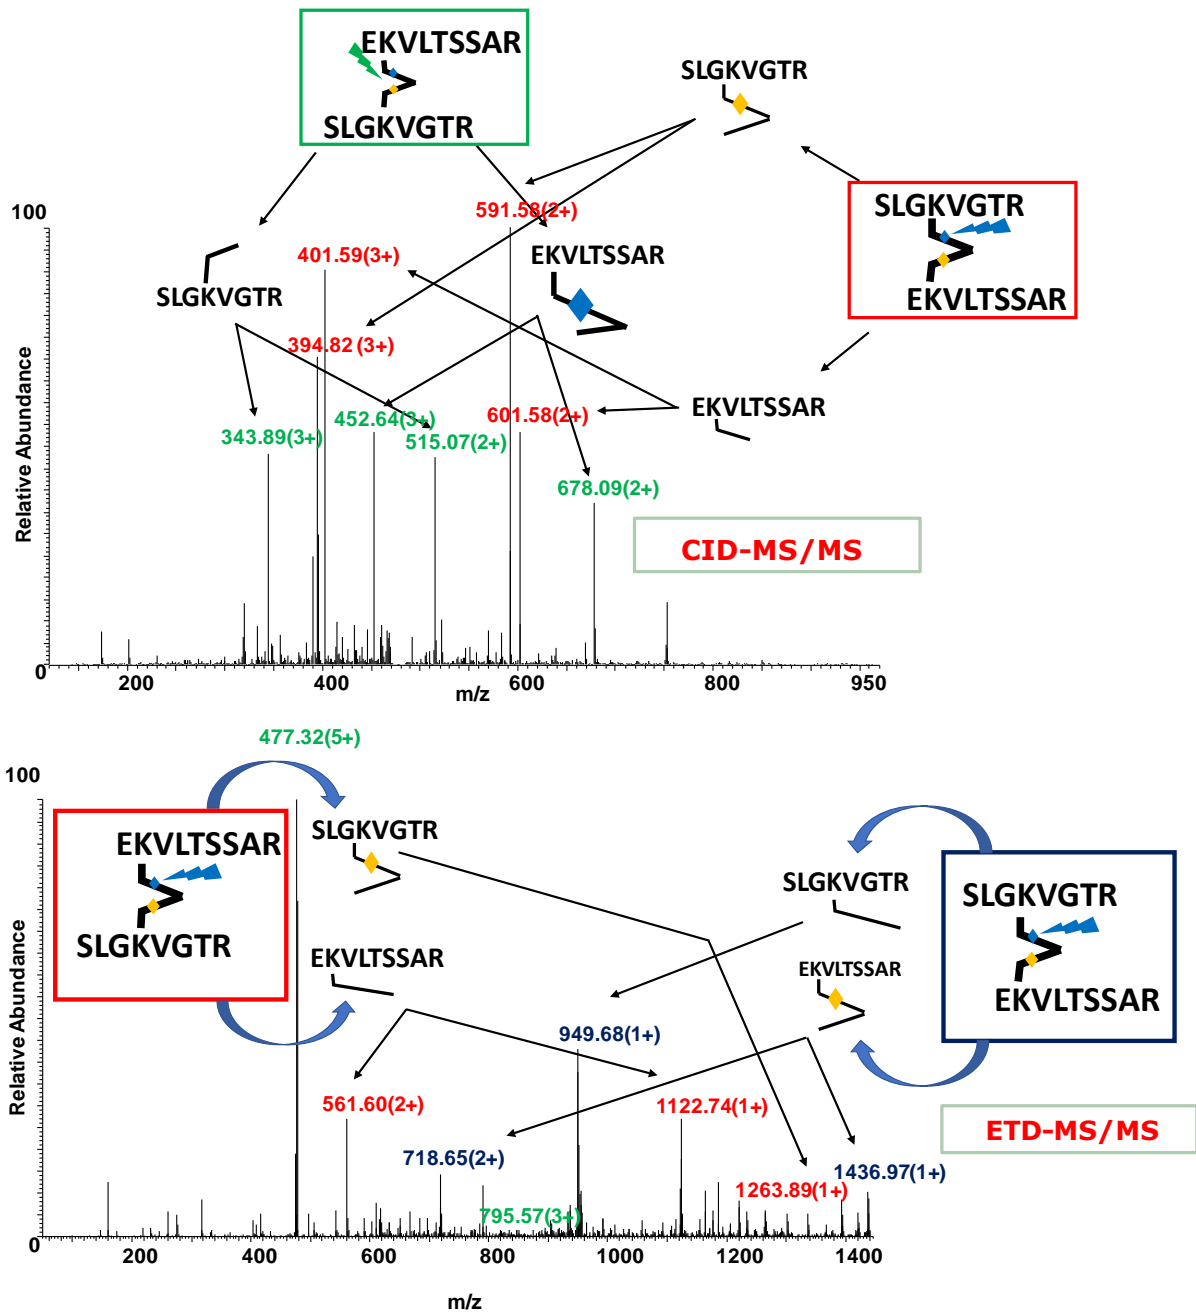 EKVLTSSAR
SLGKVGTR
SLGKVGTR
SLGKVGTR
EKVLTSSAR
100
591.58(2+)
401.59(3+)
EKVLTSSAR
SLGKVGTR
394.82 (3+)
EKVLTSSAR
452.64(3+)
601.58(2+)
343.89(3+)
515.07(2+)
678.09(2+)
CID-MS/MS
Relative Abundance
0
200
400
600
800
950
m/z
477.32(5+)
100
EKVLTSSAR
SLGKVGTR
SLGKVGTR
EKVLTSSAR
SLGKVGTR
EKVLTSSAR
SLGKVGTR
EKVLTSSAR
949.68(1+)
561.60(2+)
1122.74(1+)
ETD-MS/MS
718.65(2+)
1436.97(1+)
1263.89(1+)
795.57(3+)
Relative Abundance
0
200
400
600
800
1000
1200
1400
m/z